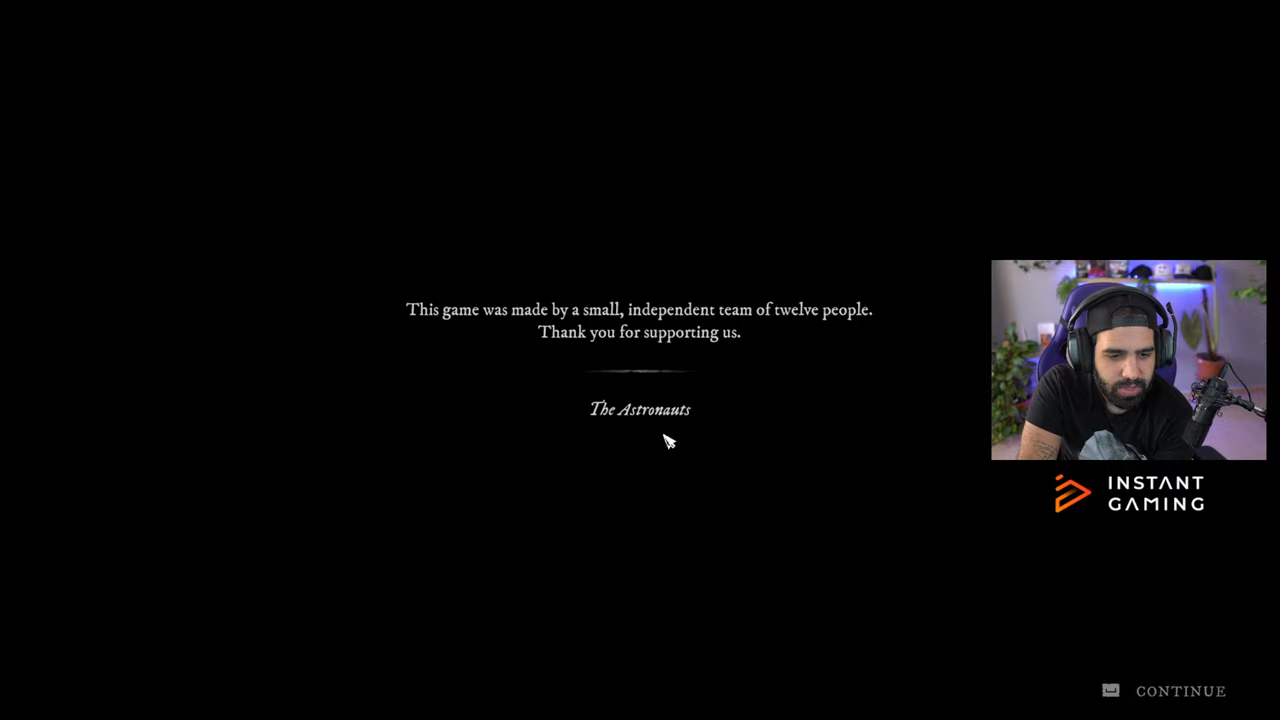 This game was made by a small, independent team of twelve people.
Thank you for supporting us.
The Astronauts
INSTANT
GAMING
CONTINUE